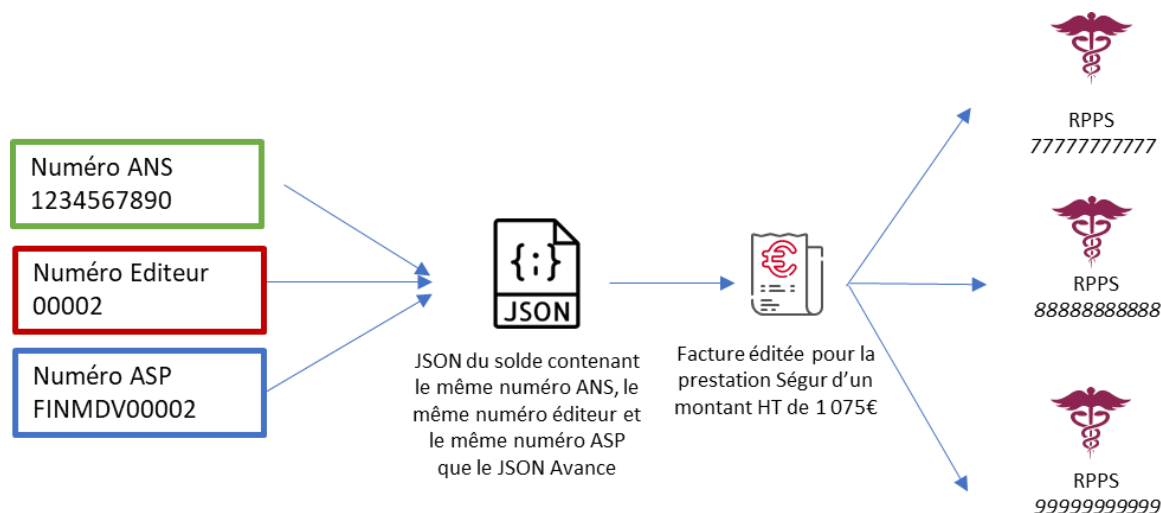 Numéro ANS
1234567890
Numéro Editeur
00002
Numéro ASP
FINMDV00002
{;}
JSON
JSON du solde contenant
le même numéro ANS, le
même numéro éditeur et
le même numéro ASP
que le JSON Avance
€
Facture éditée pour la
prestation Ségur d’un
montant HT de 1 075€
RPPS
77777777777
RPPS
88888888888
RPPS
99999999999